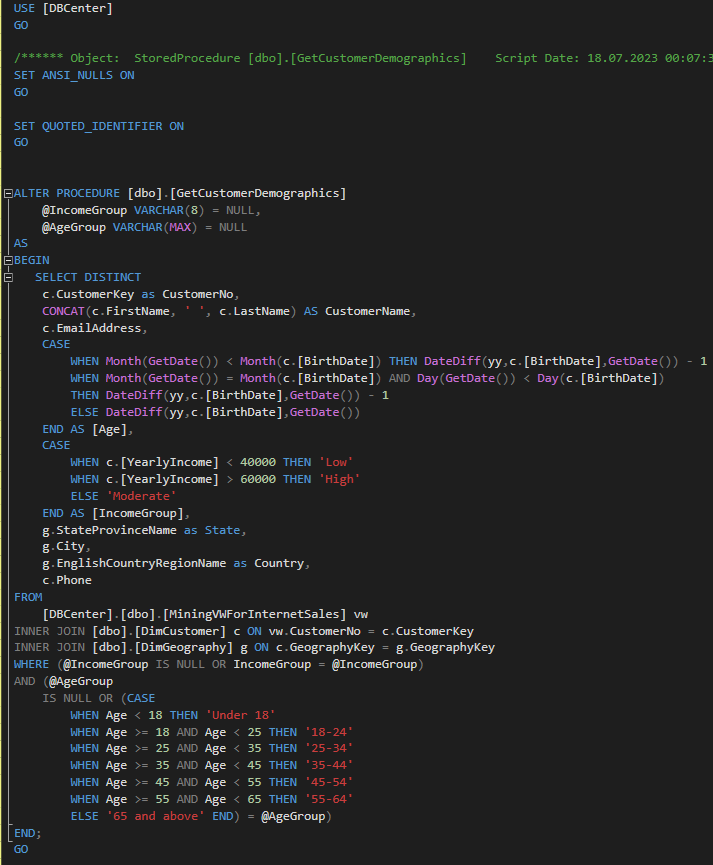 USE [DBCenter]
GO
/****** Object:  StoredProcedure [dbo].[GetCustomerDemographics]    Script Date: 18.07.2023 00:07:3
SET ANSI_NULLS ON
GO
SET QUOTED_IDENTIFIER ON
GO
ALTER PROCEDURE [dbo].[GetCustomerDemographics]
    @IncomeGroup VARCHAR(8) = NULL,
    @AgeGroup VARCHAR(MAX) = NULL
AS
BEGIN
   SELECT DISTINCT
    c.CustomerKey as CustomerNo,
    CONCAT(c.FirstName, ' ', c.LastName) AS CustomerName,
    c.EmailAddress,
    CASE
        WHEN Month(GetDate()) < Month(c.[BirthDate]) THEN DateDiff(yy,c.[BirthDate],GetDate()) - 1
        WHEN Month(GetDate()) = Month(c.[BirthDate]) AND Day(GetDate()) < Day(c.[BirthDate])
        THEN DateDiff(yy,c.[BirthDate],GetDate()) - 1
        ELSE DateDiff(yy,c.[BirthDate],GetDate())
    END AS [Age],
    CASE
        WHEN c.[YearlyIncome] < 40000 THEN 'Low'
        WHEN c.[YearlyIncome] > 60000 THEN 'High'
        ELSE 'Moderate'
    END AS [IncomeGroup],
    g.StateProvinceName as State,
    g.City,
    g.EnglishCountryRegionName as Country,
    c.Phone
FROM
    [DBCenter].[dbo].[MiningVWForInternetSales] vw
INNER JOIN [dbo].[DimCustomer] c ON vw.CustomerNo = c.CustomerKey
INNER JOIN [dbo].[DimGeography] g ON c.GeographyKey = g.GeographyKey
WHERE (@IncomeGroup IS NULL OR IncomeGroup = @IncomeGroup)
AND (@AgeGroup
    IS NULL OR (CASE
        WHEN Age < 18 THEN 'Under 18'
        WHEN Age >= 18 AND Age < 25 THEN '18-24'
        WHEN Age >= 25 AND Age < 35 THEN '25-34'
        WHEN Age >= 35 AND Age < 45 THEN '35-44'
        WHEN Age >= 45 AND Age < 55 THEN '45-54'
        WHEN Age >= 55 AND Age < 65 THEN '55-64'
        ELSE '65 and above' END) = @AgeGroup)
END;
GO